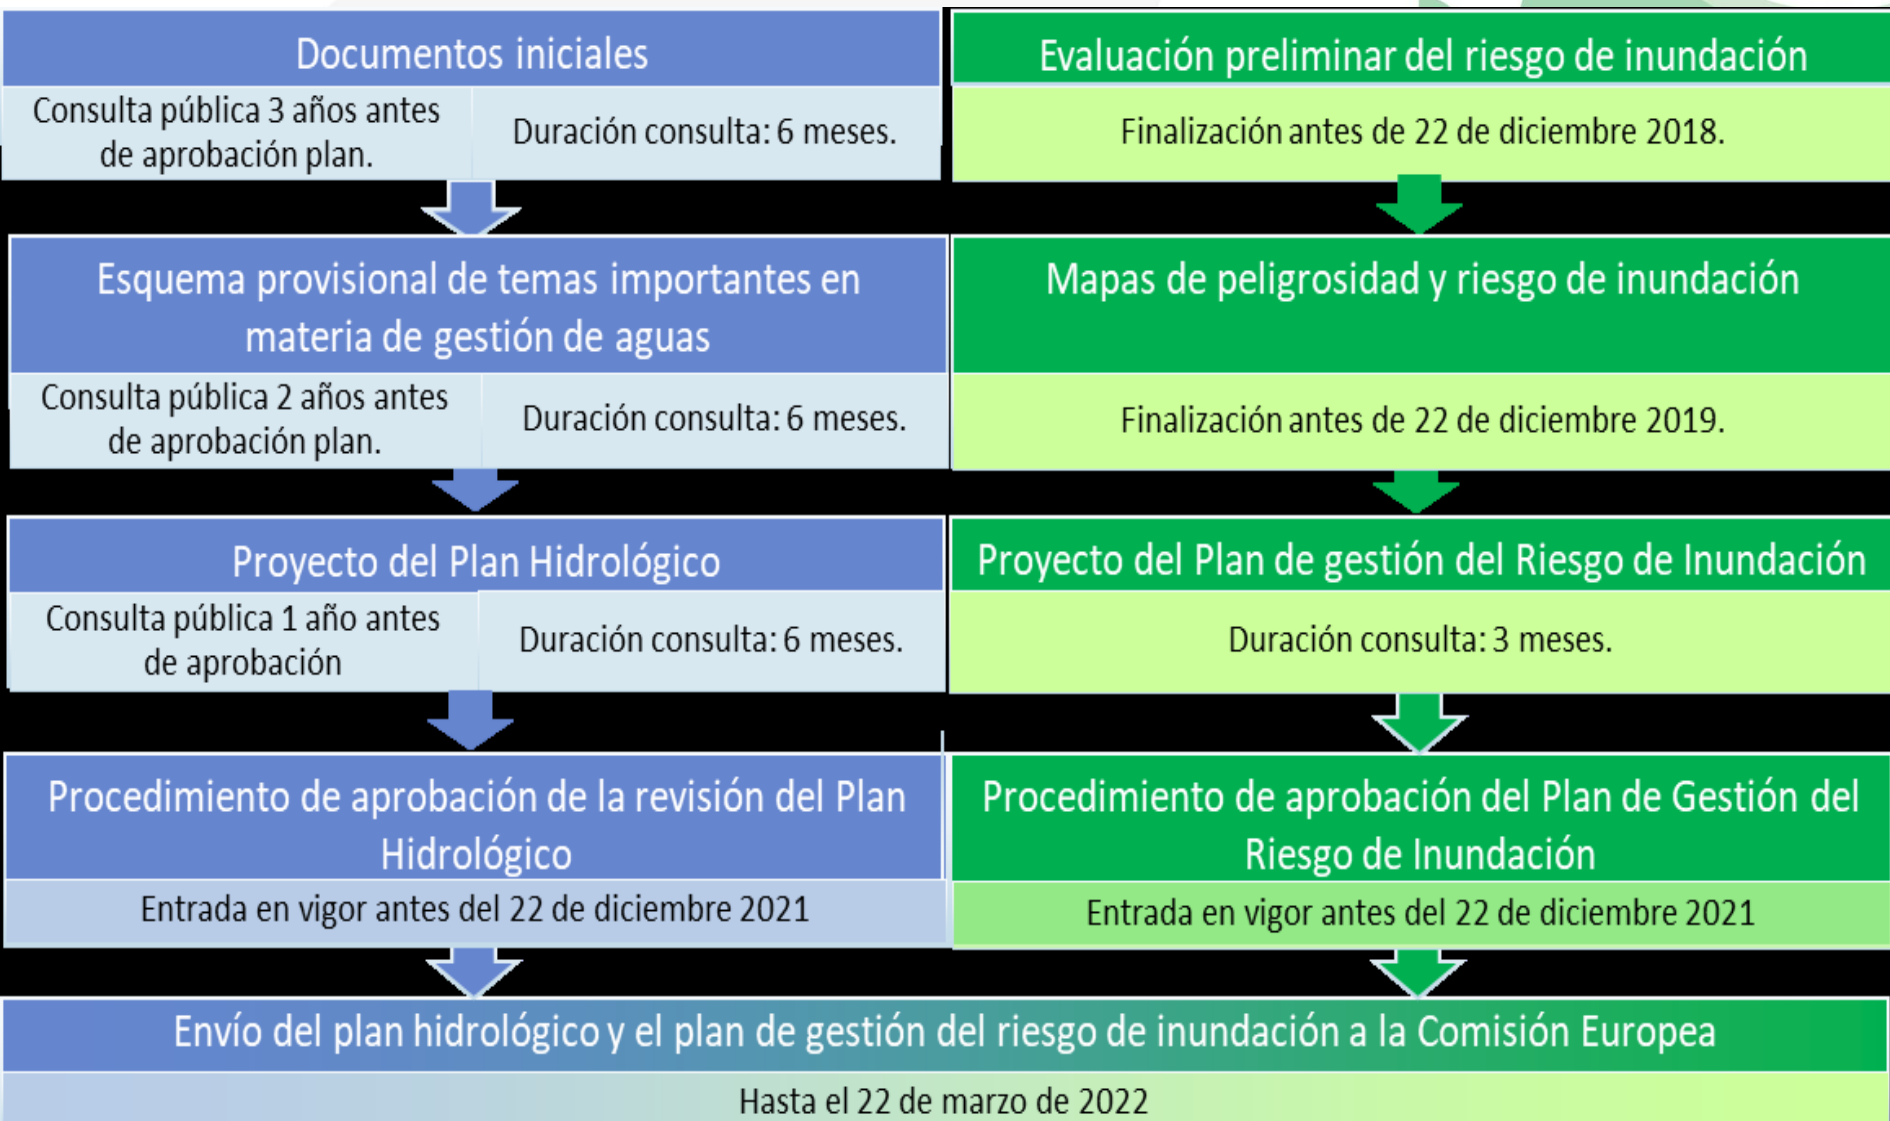 Documentos iniciales
Consulta pública 3 años antes
de aprobación plan.
Duración consulta: 6 meses.
Evaluación preliminar del riesgo de inundación
Finalización antes de 22 de diciembre 2018.
Esquema provisional de temas importantes en
materia de gestión de aguas
Consulta pública 2 años antes
de aprobación plan.
Duración consulta: 6 meses.
Mapas de peligrosidad y riesgo de inundación
Finalización antes de 22 de diciembre 2019.
Proyecto del Plan Hidrológico
Consulta pública 1 año antes
de aprobación
Duración consulta: 6 meses.
Proyecto del Plan de gestión del Riesgo de Inundación
Duración consulta: 3 meses.
Procedimiento de aprobación de la revisión del Plan
Hidrológico
Entrada en vigor antes del 22 de diciembre 2021
Procedimiento de aprobación del Plan de Gestión del
Riesgo de Inundación
Entrada en vigor antes del 22 de diciembre 2021
Envío del plan hidrológico y el plan de gestión del riesgo de inundación a la Comisión Europea
Hasta el 22 de marzo de 2022